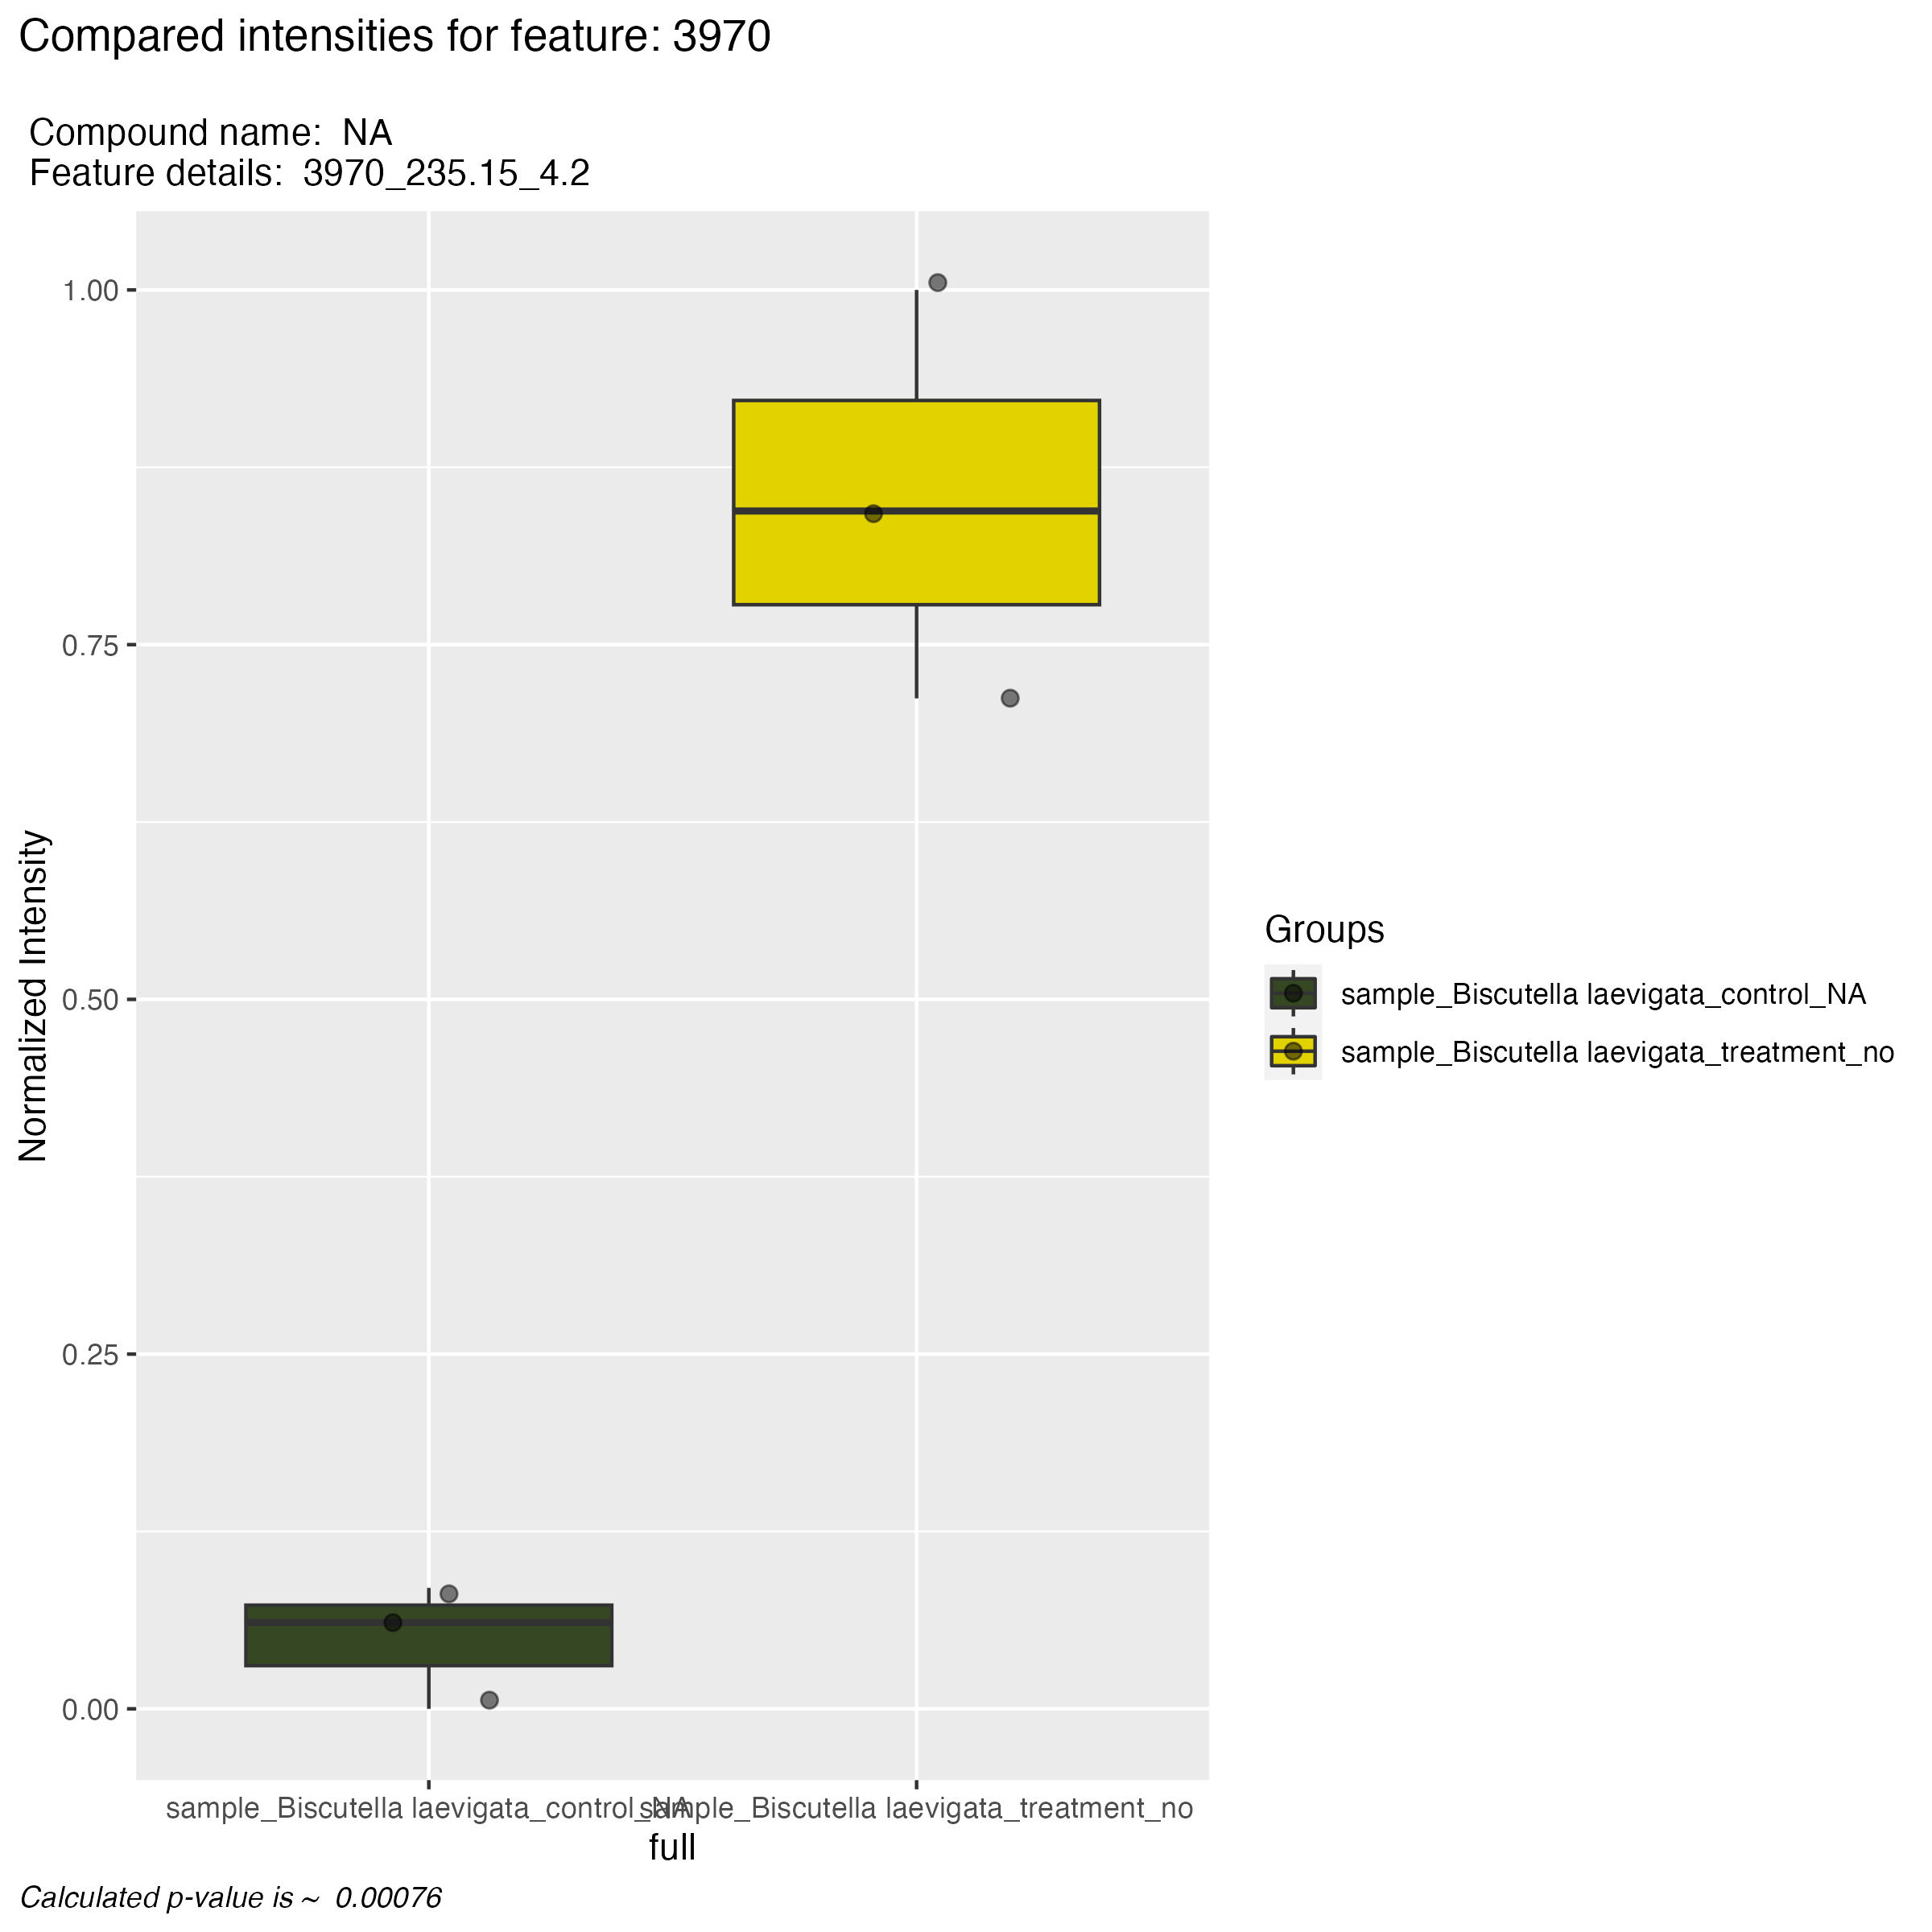 Compared intensities for feature: 3970
Compound name:  NA
Feature details:  3970_235.15_4.2
Normalized Intensity
1.00
0.75
0.50
0.25
0.00
sample_Biscutella laevigata_control_NA
sample_Biscutella laevigata_treatment_no
full
Groups
sample_Biscutella laevigata_control_NA
sample_Biscutella laevigata_treatment_no
Calculated p-value is ~  0.00076